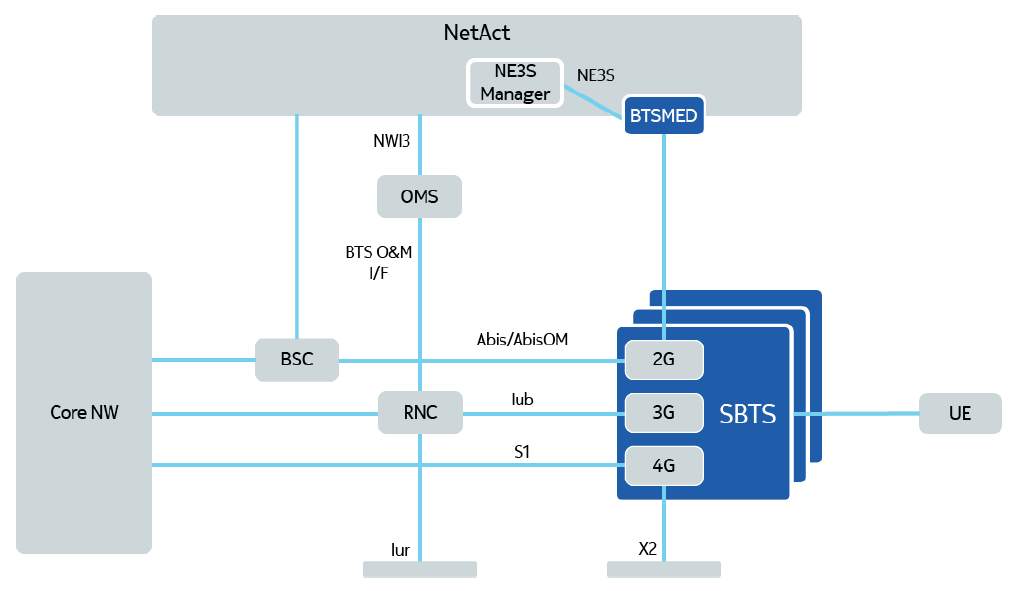 NetAct
NE3S
Manager
NE3S
BTSMED
NWI3
OMS
BTS O&M
I/F
Abis/AbisOM
BSC
2G
Core NW
RNC
Iub
3G
SBTS
UE
S1
4G
Iur
X2